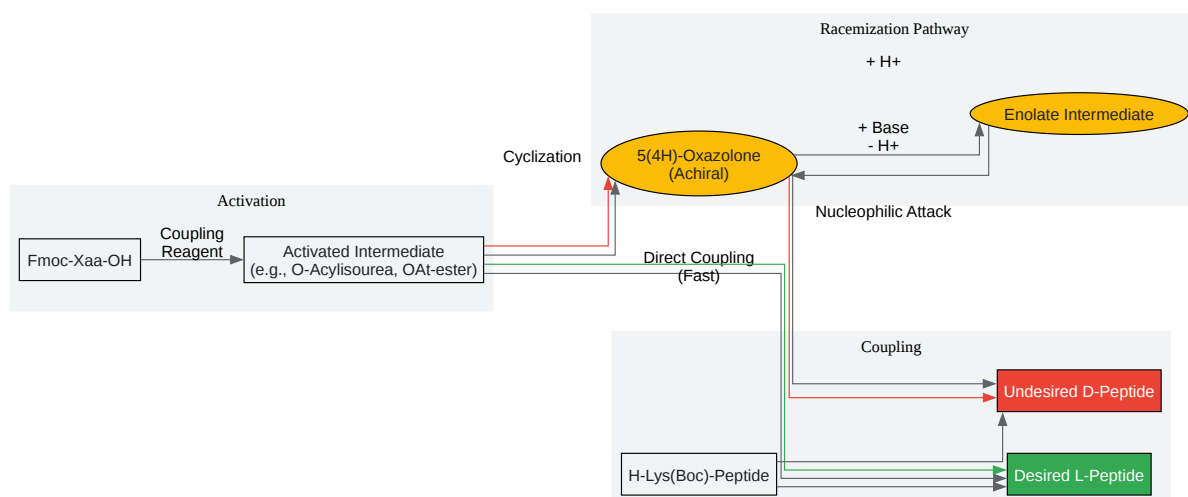 Racemization Pathway
+ H+
Enolate Intermediate
+ Base
- H+
Cyclization
5(4H)-Oxazolone
(Achiral)
Activation
Nucleophilic Attack
Coupling
Reagent
Fmoc-Xaa-OH
Activated Intermediate
(e.g., O-Acylisourea, OAt-ester)
Direct Coupling
(Fast)
Coupling
Undesired D-Peptide
H-Lys(Boc)-Peptide
Desired L-Peptide